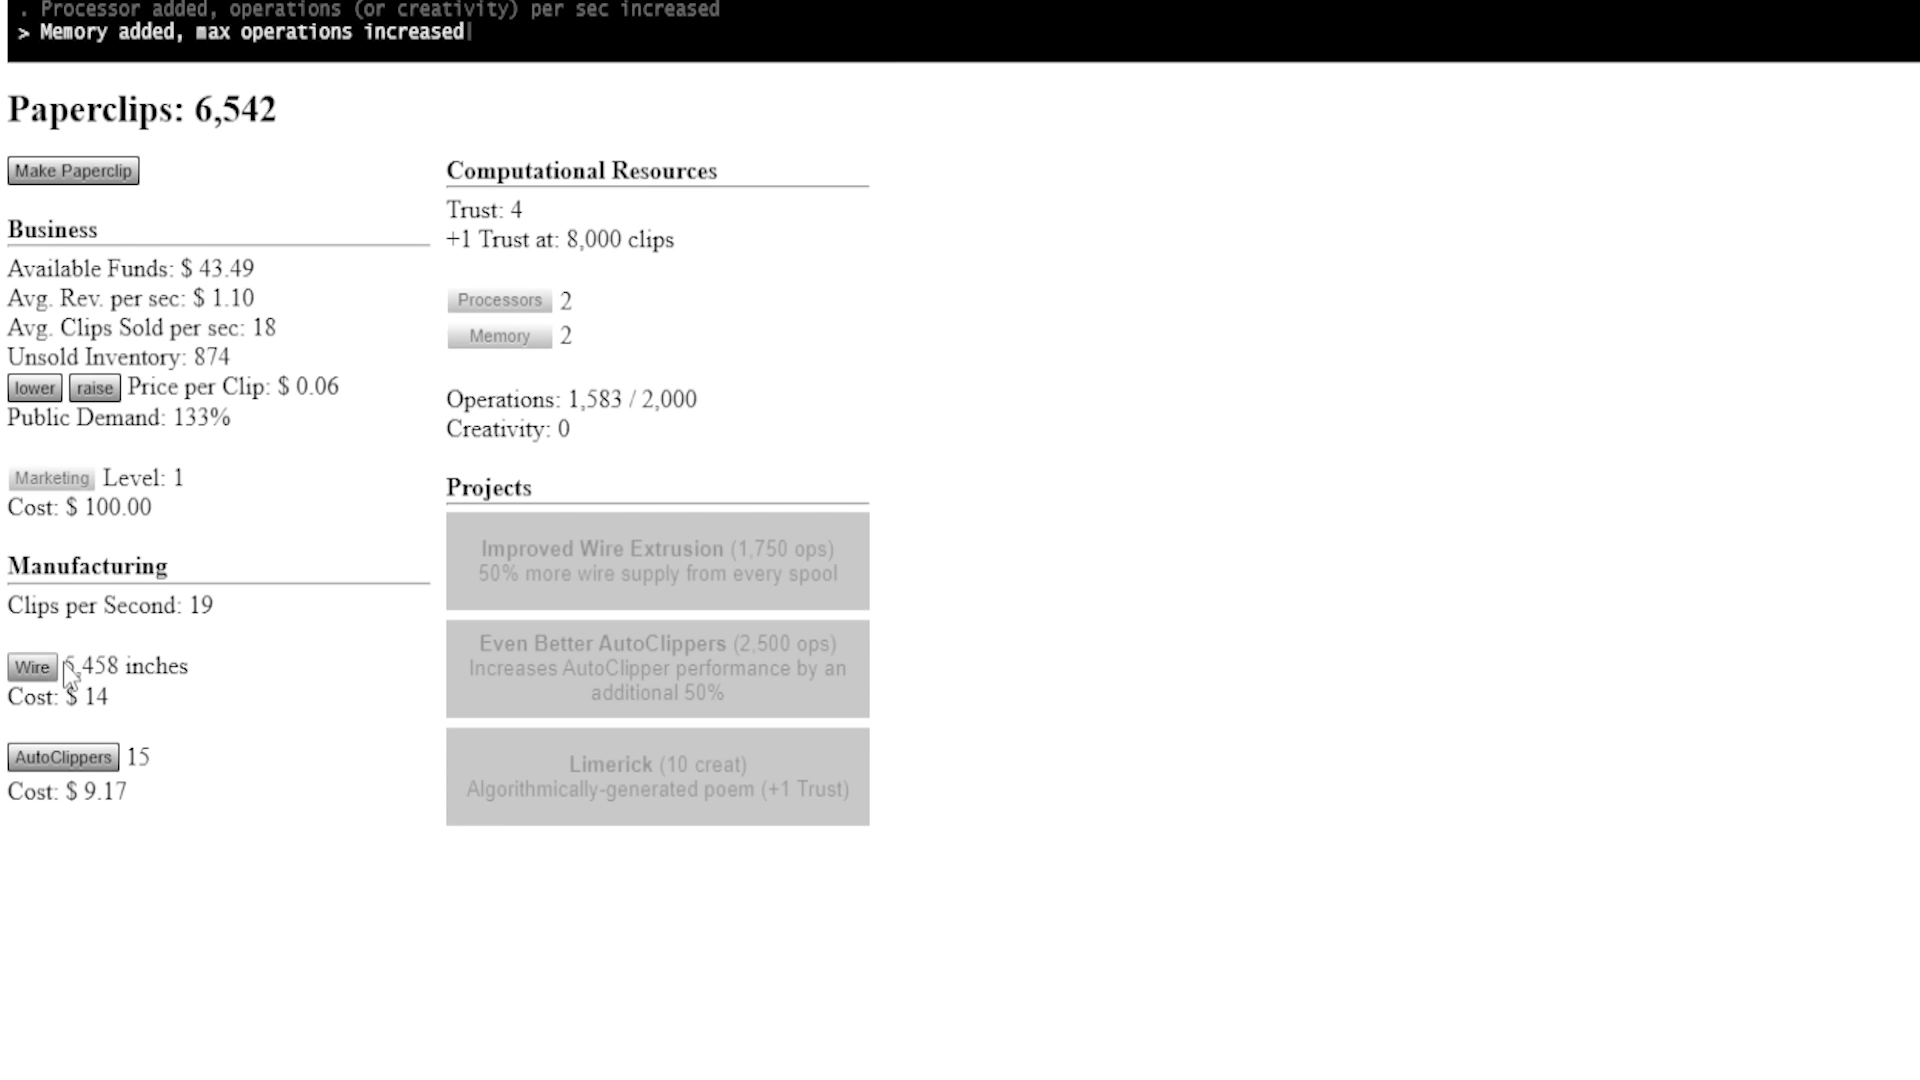 . Processor added, operations (or creativity) per sec increased
> Memory added, max operations increased
Paperclips: 6,542
Make Paperclip
Business
Available Funds: $ 43.49
Avg. Rev. per sec: $ 1.10
Avg. Clips Sold per sec: 18
Unsold Inventory: 874
lower raise Price per Clip: $ 0.06
Public Demand: 133%
Marketing Level: 1
Cost: $ 100.00
Manufacturing
Clips per Second: 19
Wire ,458 inches
Cost: $ 14
AutoClippers 15
Cost: $ 9.17
Computational Resources
Trust: 4
+1 Trust at: 8,000 clips
Processors 2
Memory 2
Operations: 1,583 / 2,000
Creativity: 0
Projects
Improved Wire Extrusion (1,750 ops)
50% more wire supply from every spool
Even Better AutoClippers (2,500 ops)
Increases AutoClipper performance by an
additional 50%
Limerick (10 creat)
Algorithmically-generated poem (+1 Trust)